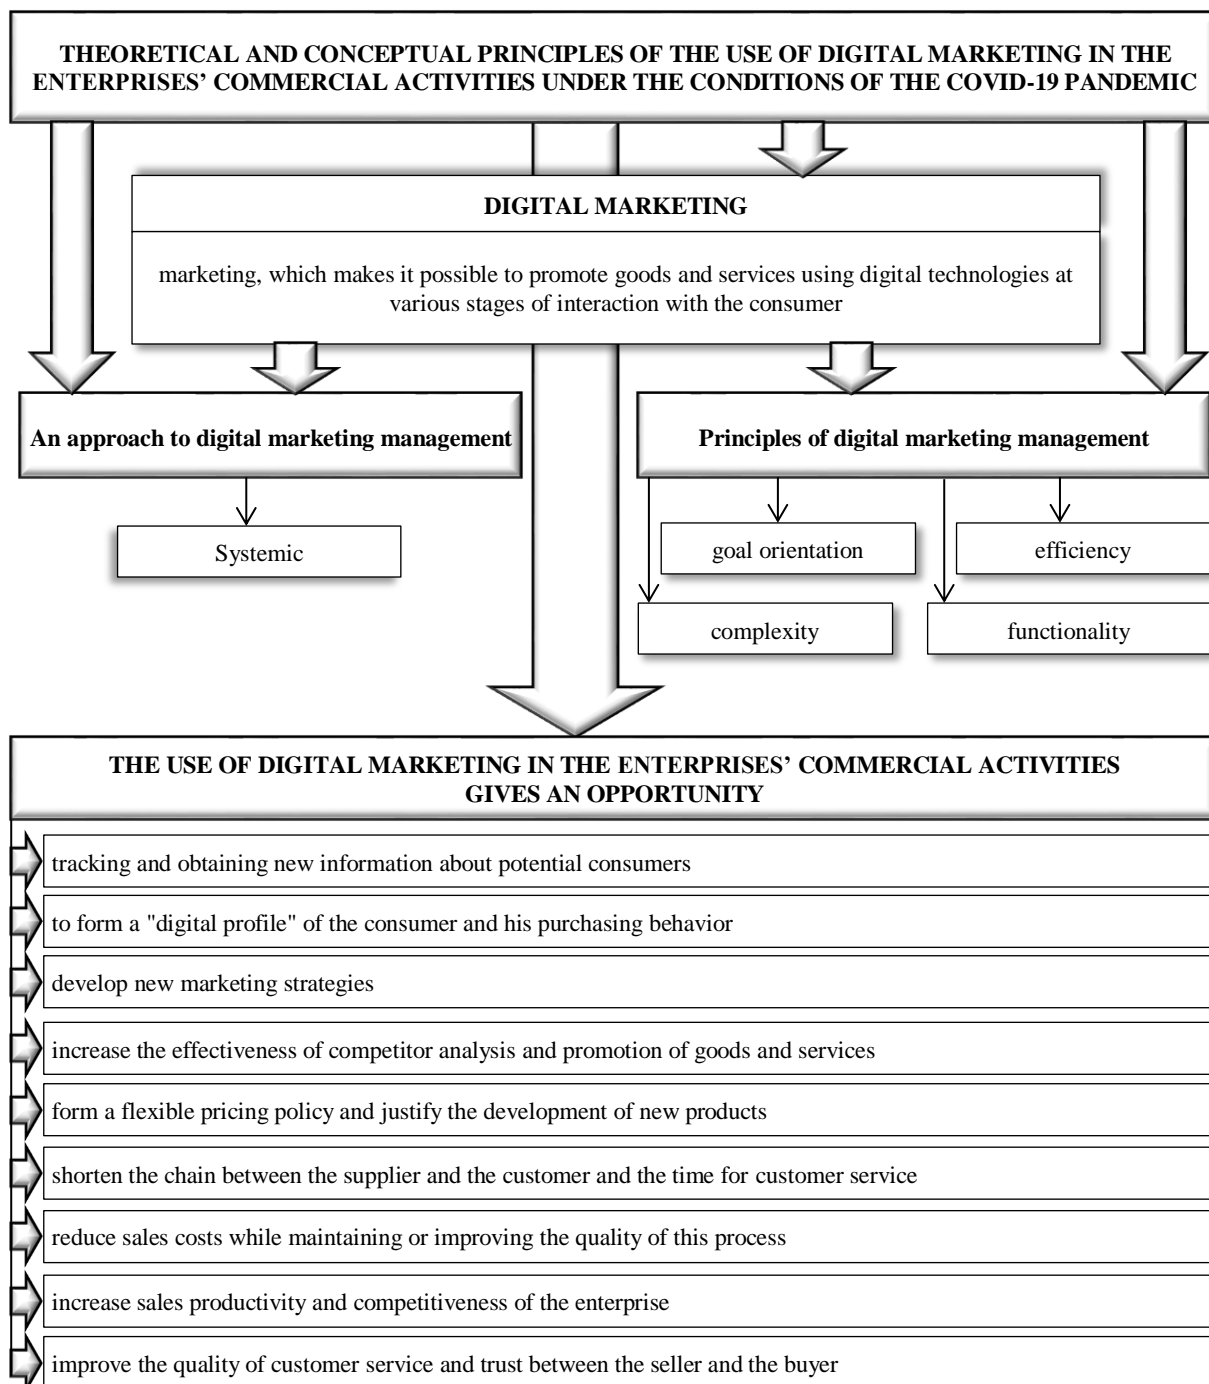 THEORETICAL AND CONCEPTUAL PRINCIPLES OF THE USE OF DIGITAL MARKETING IN THE
ENTERPRISES’ COMMERCIAL ACTIVITIES UNDER THE CONDITIONS OF THE COVID-19 PANDEMIC
DIGITAL MARKETING
marketing, which makes it possible to promote goods and services using digital technologies at
various stages of interaction with the consumer
An approach to digital marketing management
Principles of digital marketing management
Systemic
goal orientation
efficiency
complexity
functionality
THE USE OF DIGITAL MARKETING IN THE ENTERPRISES’ COMMERCIAL ACTIVITIES
GIVES AN OPPORTUNITY
tracking and obtaining new information about potential consumers
to form a "digital profile" of the consumer and his purchasing behavior
develop new marketing strategies
increase the effectiveness of competitor analysis and promotion of goods and services
form a flexible pricing policy and justify the development of new products
shorten the chain between the supplier and the customer and the time for customer service
reduce sales costs while maintaining or improving the quality of this process
increase sales productivity and competitiveness of the enterprise
improve the quality of customer service and trust between the seller and the buyer